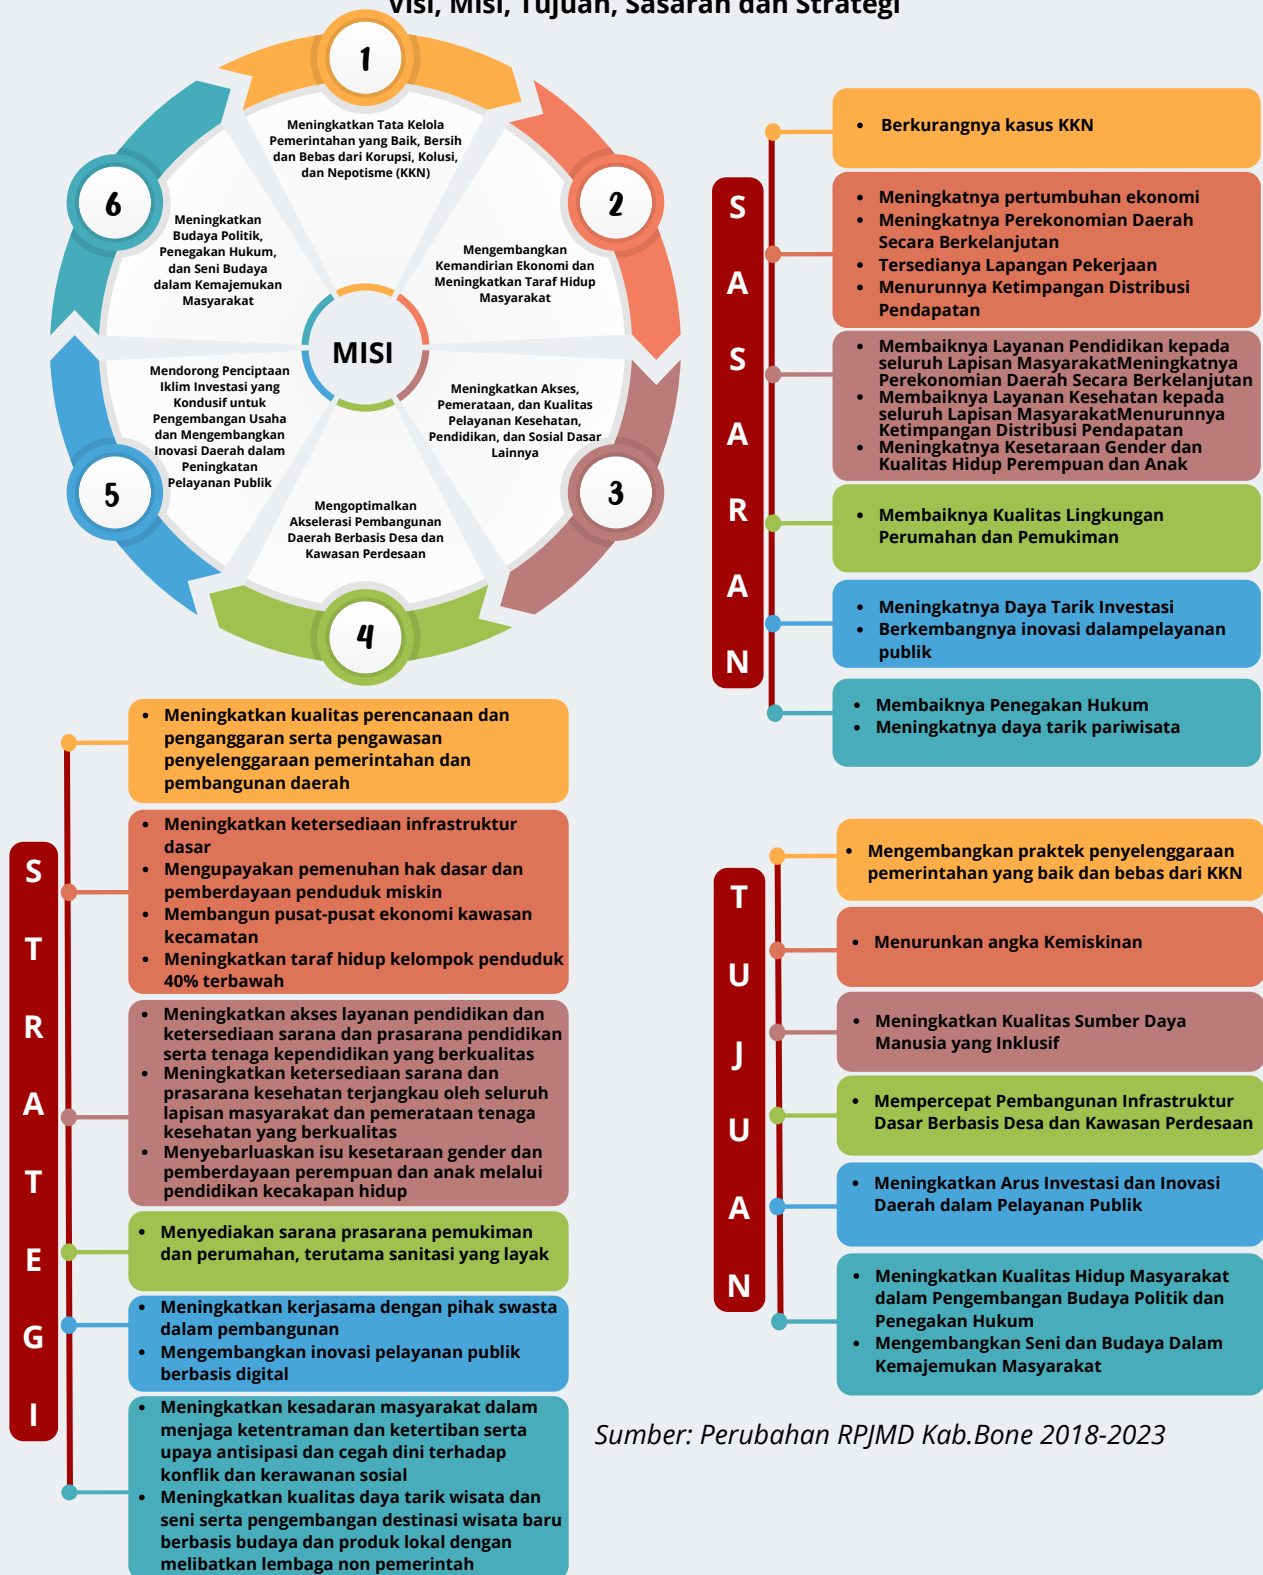 Visi, Misi, Tujuan, Sasaran dan Strategi
1
Meningkatkan Tata Kelola
Pemerintahan yang Baik, Bersih
dan Bebas dari Korupsi, Kolusi,
dan Nepotisme (KKN)
2
Mengembangkan
Kemandirian Ekonomi dan
Meningkatkan Taraf Hidup
Masyarakat
3
Meningkatkan Akses,
Pemerataan, dan Kualitas
Pelayanan Kesehatan,
Pendidikan, dan Sosial Dasar
Lainnya
4
Mengoptimalkan
Akselerasi Pembangunan
Daerah Berbasis Desa dan
Kawasan Perdesaan
5
Mendorong Penciptaan
Iklim Investasi yang
Kondusif untuk
Pengembangan Usaha
dan Mengembangkan
Inovasi Daerah dalam
Peningkatan
Pelayanan Publik
6
Meningkatkan
Budaya Politik,
Penegakan Hukum,
dan Seni Budaya
dalam Kemajemukan
Masyarakat
MISI
S
A
S
A
R
A
N
• Berkurangnya kasus KKN
• Meningkatnya pertumbuhan ekonomi
• Meningkatnya Perekonomian Daerah
Secara Berkelanjutan
• Tersedianya Lapangan Pekerjaan
• Menurunnya Ketimpangan Distribusi
Pendapatan
• Membaiknya Layanan Pendidikan kepada
seluruh Lapisan MasyarakatMeningkatnya
Perekonomian Daerah Secara Berkelanjutan
• Membaiknya Layanan Kesehatan kepada
seluruh Lapisan MasyarakatMenurunnya
Ketimpangan Distribusi Pendapatan
• Meningkatnya Kesetaraan Gender dan
Kualitas Hidup Perempuan dan Anak
• Membaiknya Kualitas Lingkungan
Perumahan dan Pemukiman
• Meningkatnya Daya Tarik Investasi
• Berkembangnya inovasi dalampelayanan
publik
• Membaiknya Penegakan Hukum
• Meningkatnya daya tarik pariwisata
S
T
R
A
T
E
G
I
• Meningkatkan kualitas perencanaan dan
penganggaran serta pengawasan
penyelenggaraan pemerintahan dan
pembangunan daerah
• Meningkatkan ketersediaan infrastruktur
dasar
• Mengupayakan pemenuhan hak dasar dan
pemberdayaan penduduk miskin
• Membangun pusat-pusat ekonomi kawasan
kecamatan
• Meningkatkan taraf hidup kelompok penduduk
40% terbawah
• Meningkatkan akses layanan pendidikan dan
ketersediaan sarana dan prasarana pendidikan
serta tenaga kependidikan yang berkualitas
• Meningkatkan ketersediaan sarana dan
prasarana kesehatan terjangkau oleh seluruh
lapisan masyarakat dan pemerataan tenaga
kesehatan yang berkualitas
• Menyebarluaskan isu kesetaraan gender dan
pemberdayaan perempuan dan anak melalui
pendidikan kecakapan hidup
• Menyediakan sarana prasarana pemukiman
dan perumahan, terutama sanitasi yang layak
• Meningkatkan kerjasama dengan pihak swasta
dalam pembangunan
• Mengembangkan inovasi pelayanan publik
berbasis digital
• Meningkatkan kesadaran masyarakat dalam
menjaga ketentraman dan ketertiban serta
upaya antisipasi dan cegah dini terhadap
konflik dan kerawanan sosial
• Meningkatkan kualitas daya tarik wisata dan
seni serta pengembangan destinasi wisata baru
berbasis budaya dan produk lokal dengan
melibatkan lembaga non pemerintah
T
U
J
U
A
N
• Mengembangkan praktek penyelenggaraan
pemerintahan yang baik dan bebas dari KKN
• Menurunkan angka Kemiskinan
• Meningkatkan Kualitas Sumber Daya
Manusia yang Inklusif
• Mempercepat Pembangunan Infrastruktur
Dasar Berbasis Desa dan Kawasan Perdesaan
• Meningkatkan Arus Investasi dan Inovasi
Daerah dalam Pelayanan Publik
• Meningkatkan Kualitas Hidup Masyarakat
dalam Pengembangan Budaya Politik dan
Penegakan Hukum
• Mengembangkan Seni dan Budaya Dalam
Kemajemukan Masyarakat
Sumber: Perubahan RPJMD Kab.Bone 2018-2023